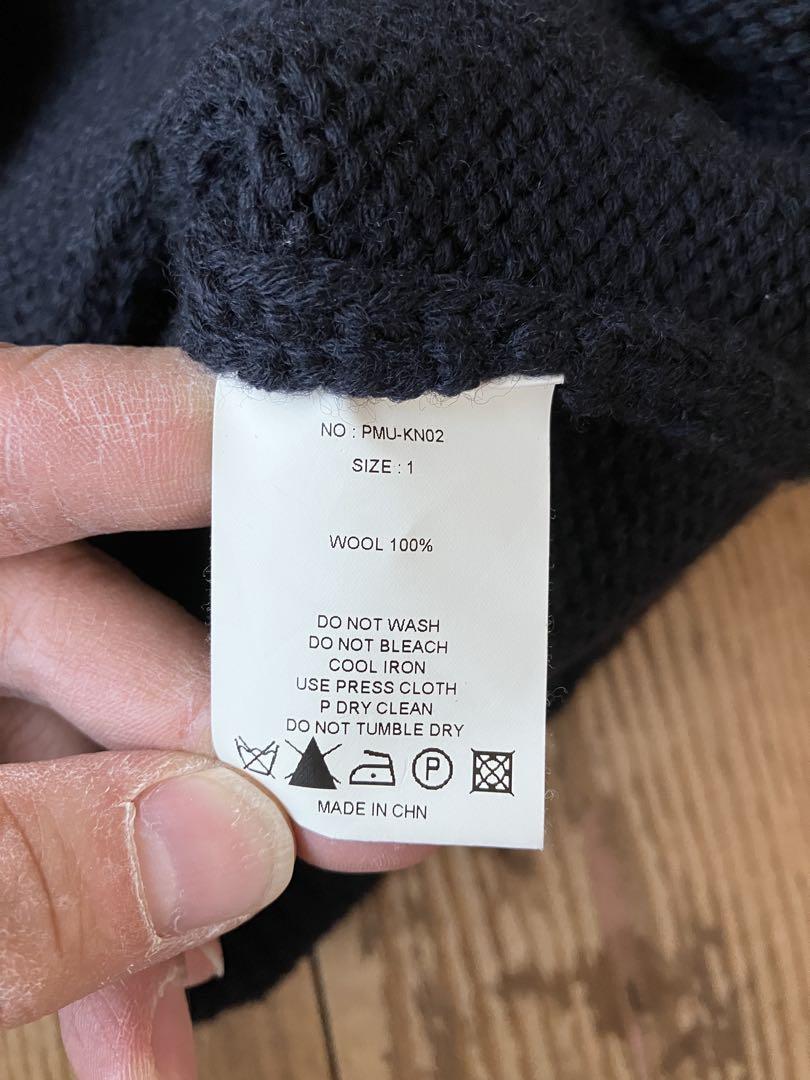 NO : PMU-KN02
SIZE : 1
WOOL 100%
DO NOT WASH
DO NOT BLEACH
COOL IRON
USE PRESS CLOTH
P DRY CLEAN
DO NOT TUMBLE DRY
P
MADE IN CHN